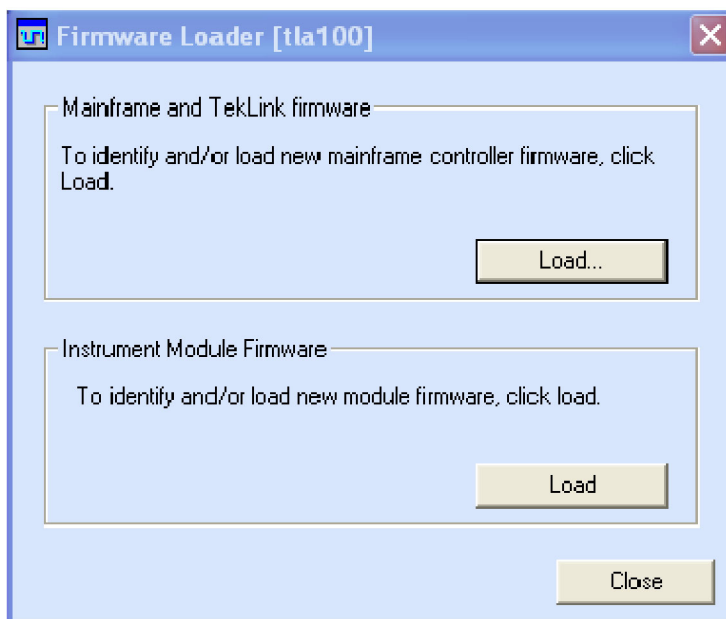 Firmware Loader [tla100]
Mainframe and TekLink firmware
To identify and/or load new mainframe controller firmware, click
Load.
Load...
Instrument Module Firmware
To identify and/or load new module firmware, click load.
Load
Close